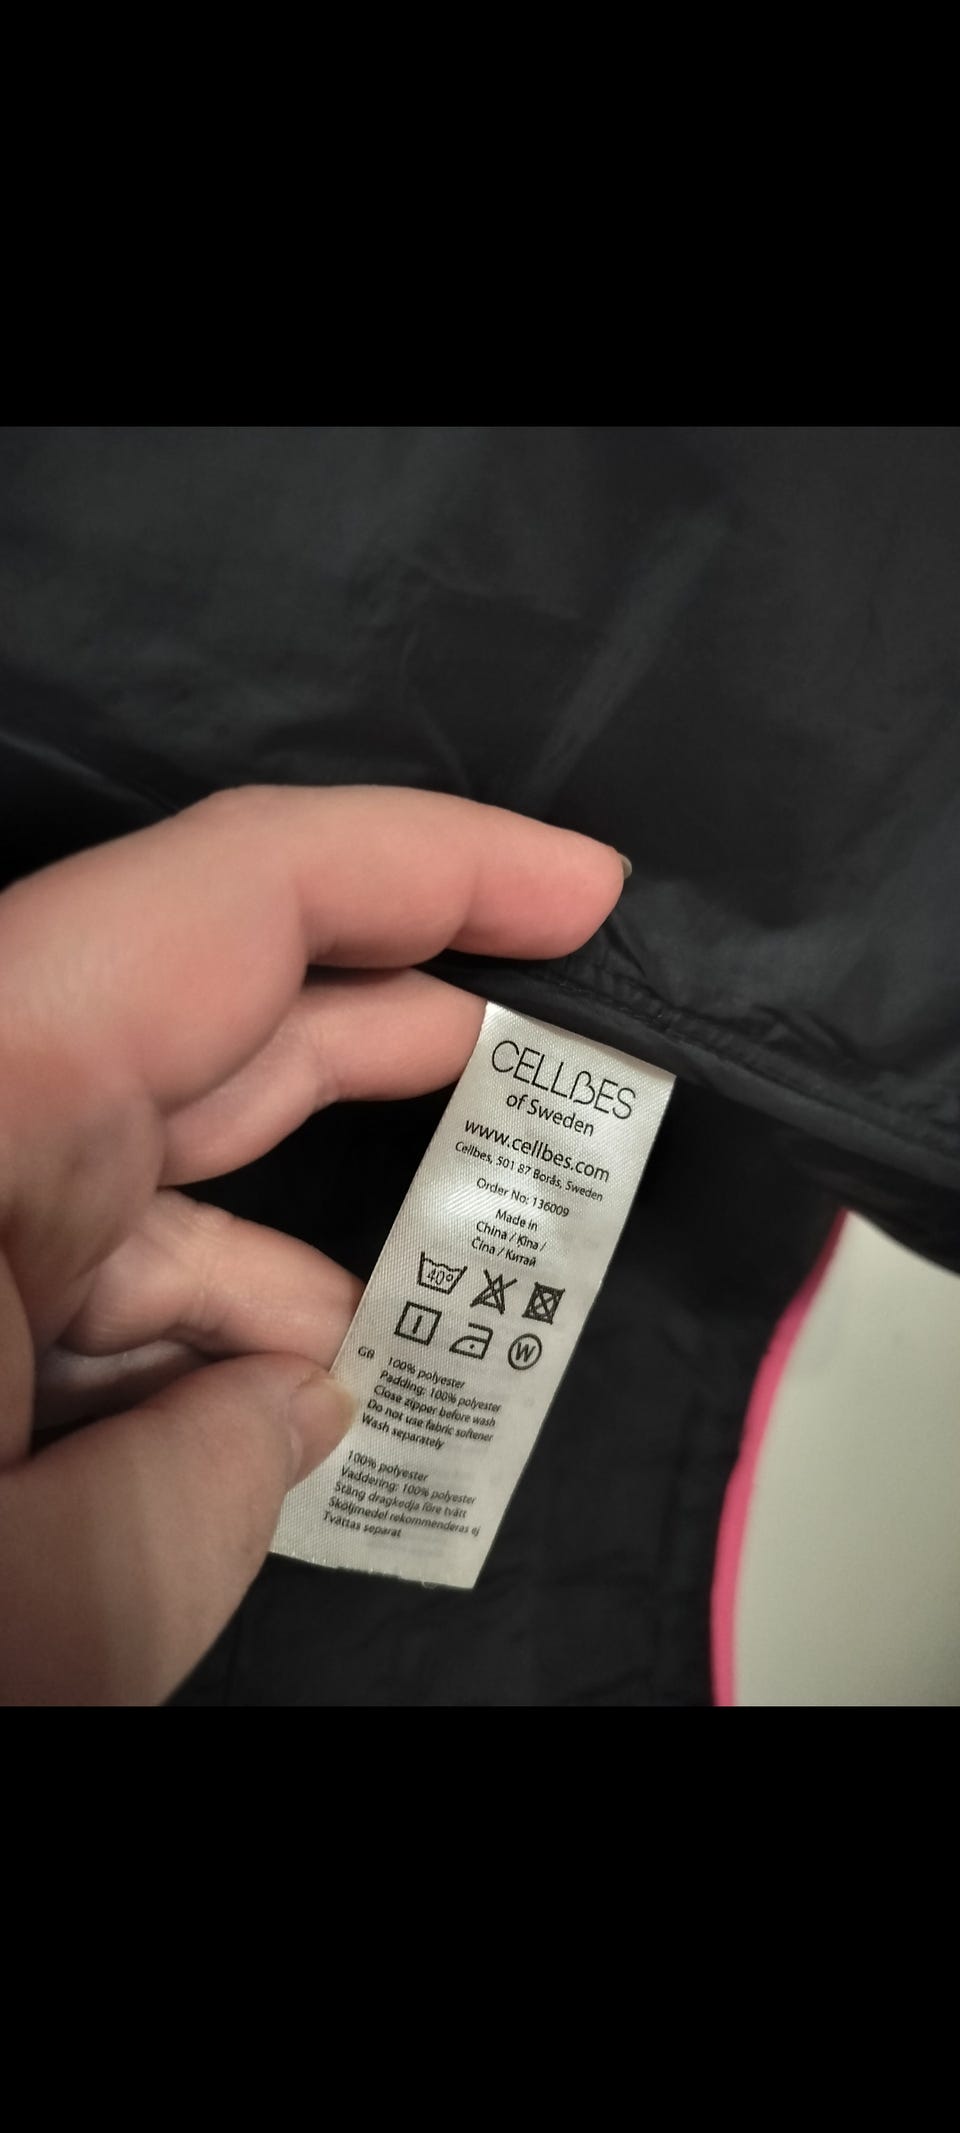 CELLBES
of Sweden
www.cellbes.com
Cellbes, 501 87 Borås, Sweden
Order No: 136009
Made in
China / Ķīna /
Čína / Китай
40°
W
GB 100% polyester
Padding: 100% polyester
Close zipper before wash
Do not use fabric softener
Wash separately
100% polyester
Vaddering: 100% polyester
Stäng dragkedja före tvätt
Sköljmedel rekommenderas ej
Tvättas separat